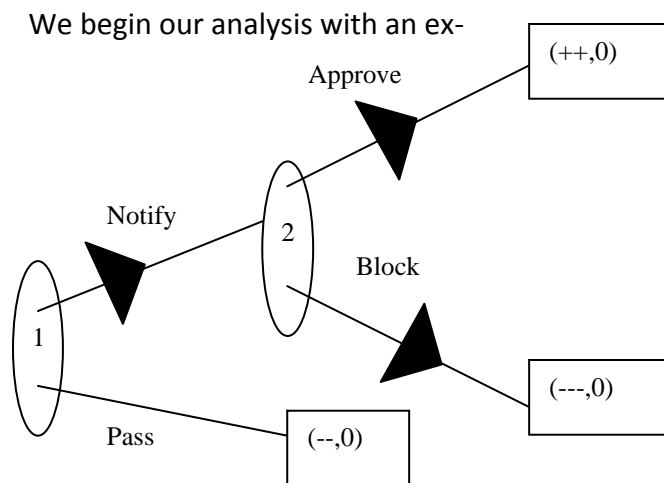 We begin our analysis with an ex-
(++,0)
Approve
Notify
2
Block
1
(---,0)
Pass
(--,0)